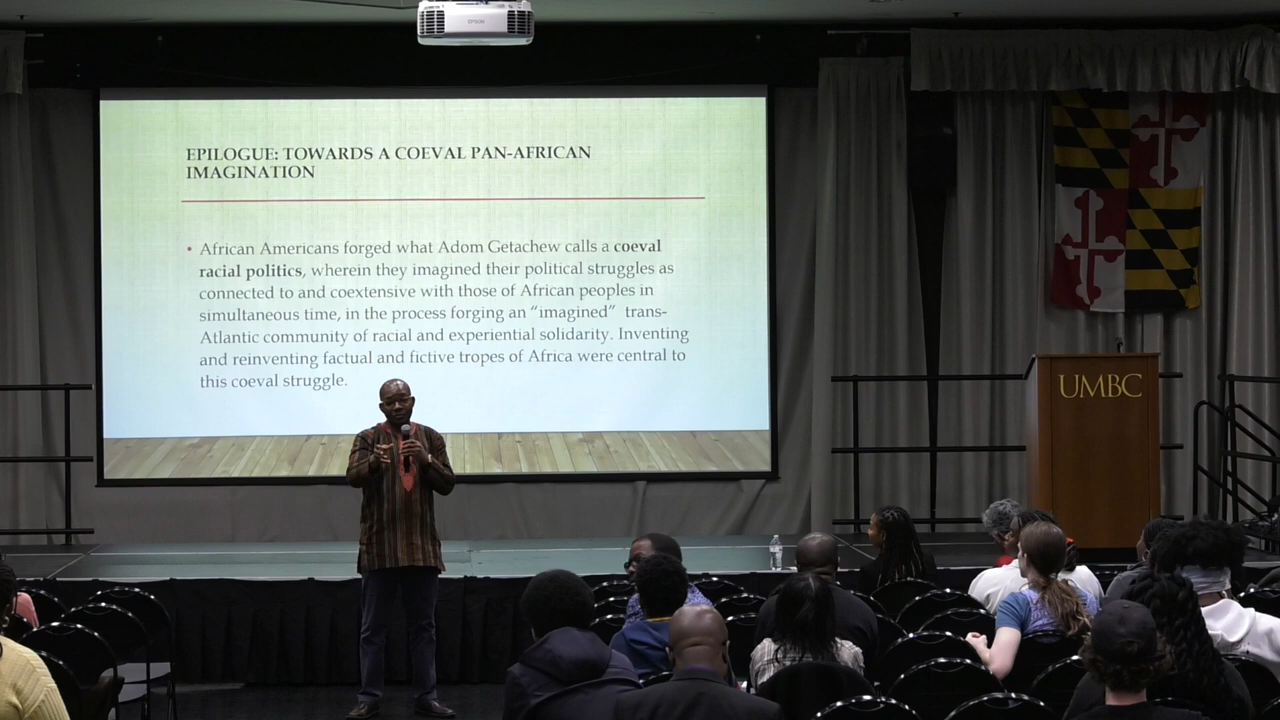 EPSON
EPILOGUE: TOWARDS A COEVAL PAN-AFRICAN
IMAGINATION
• African Americans forged what Adom Getachew calls a coeval
racial politics, wherein they imagined their political struggles as
connected to and coextensive with those of African peoples in
simultaneous time, in the process forging an “imagined” trans-
Atlantic community of racial and experiential solidarity. Inventing
and reinventing factual and fictive tropes of Africa were central to
this coeval struggle.
UMBC